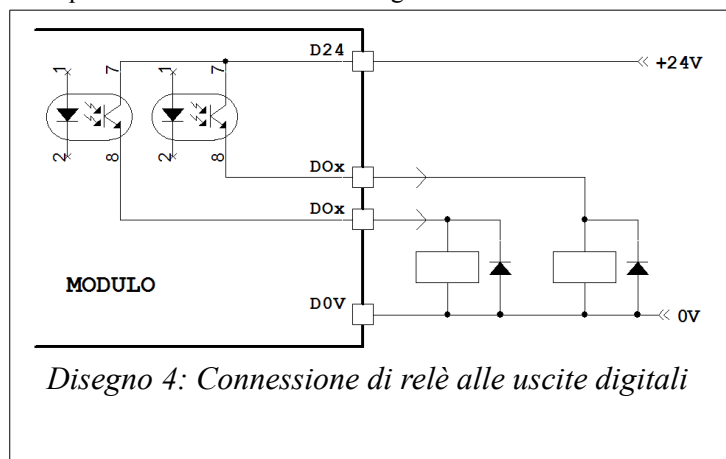 D24
+24V
1 7 1 7
2 8 2 8
DOx
DOx
MODULO
D0V
0V
Disegno 4: Connessione di relè alle uscite digitali